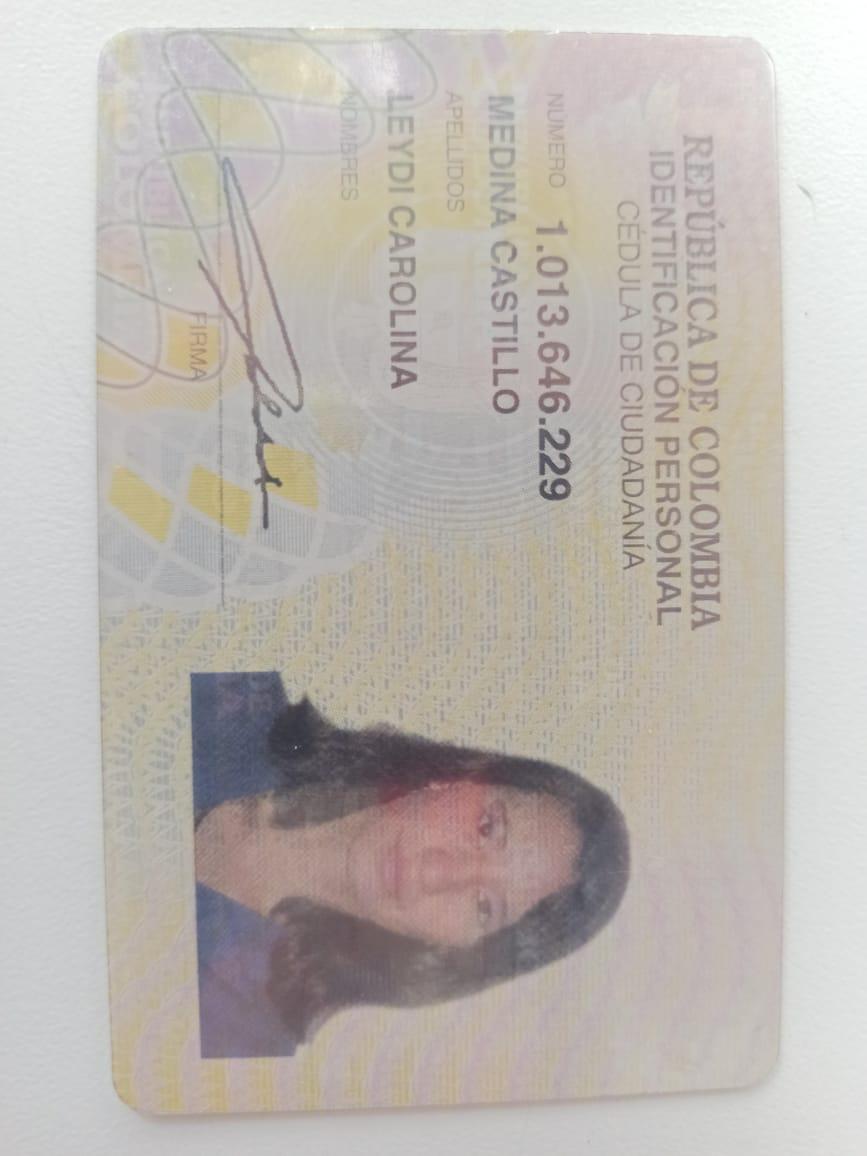 REPÚBLICA DE COLOMBIA
IDENTIFICACIÓN PERSONAL
CÉDULA DE CIUDADANÍA
NUMERO 1.013.646.229
MEDINA CASTILLO
APELLIDOS
LEYDI CAROLINA
NOMBRES
FIRMA